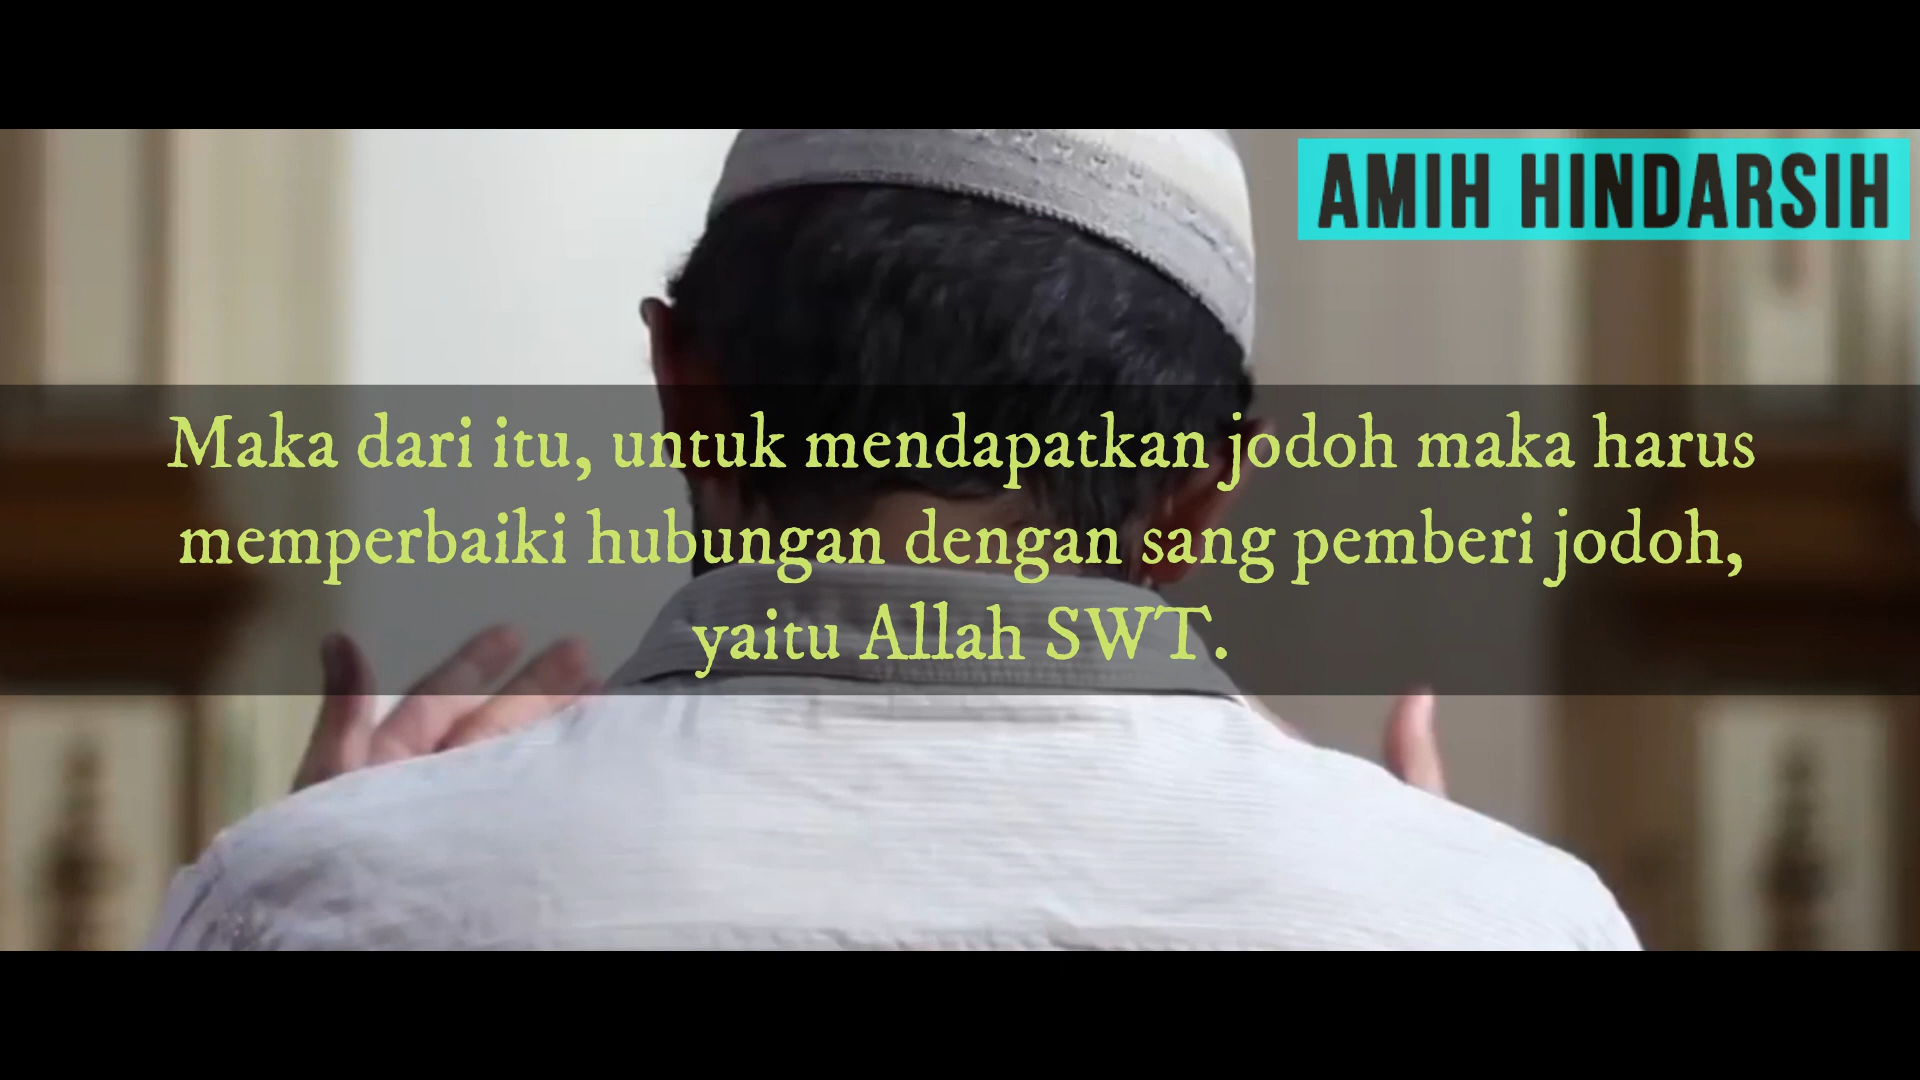 AMIH HINDARSIH
Maka dari itu, untuk mendapatkan jodoh maka harus
memperbaiki hubungan dengan sang pemberi jodoh,
yaitu Allah SWT.